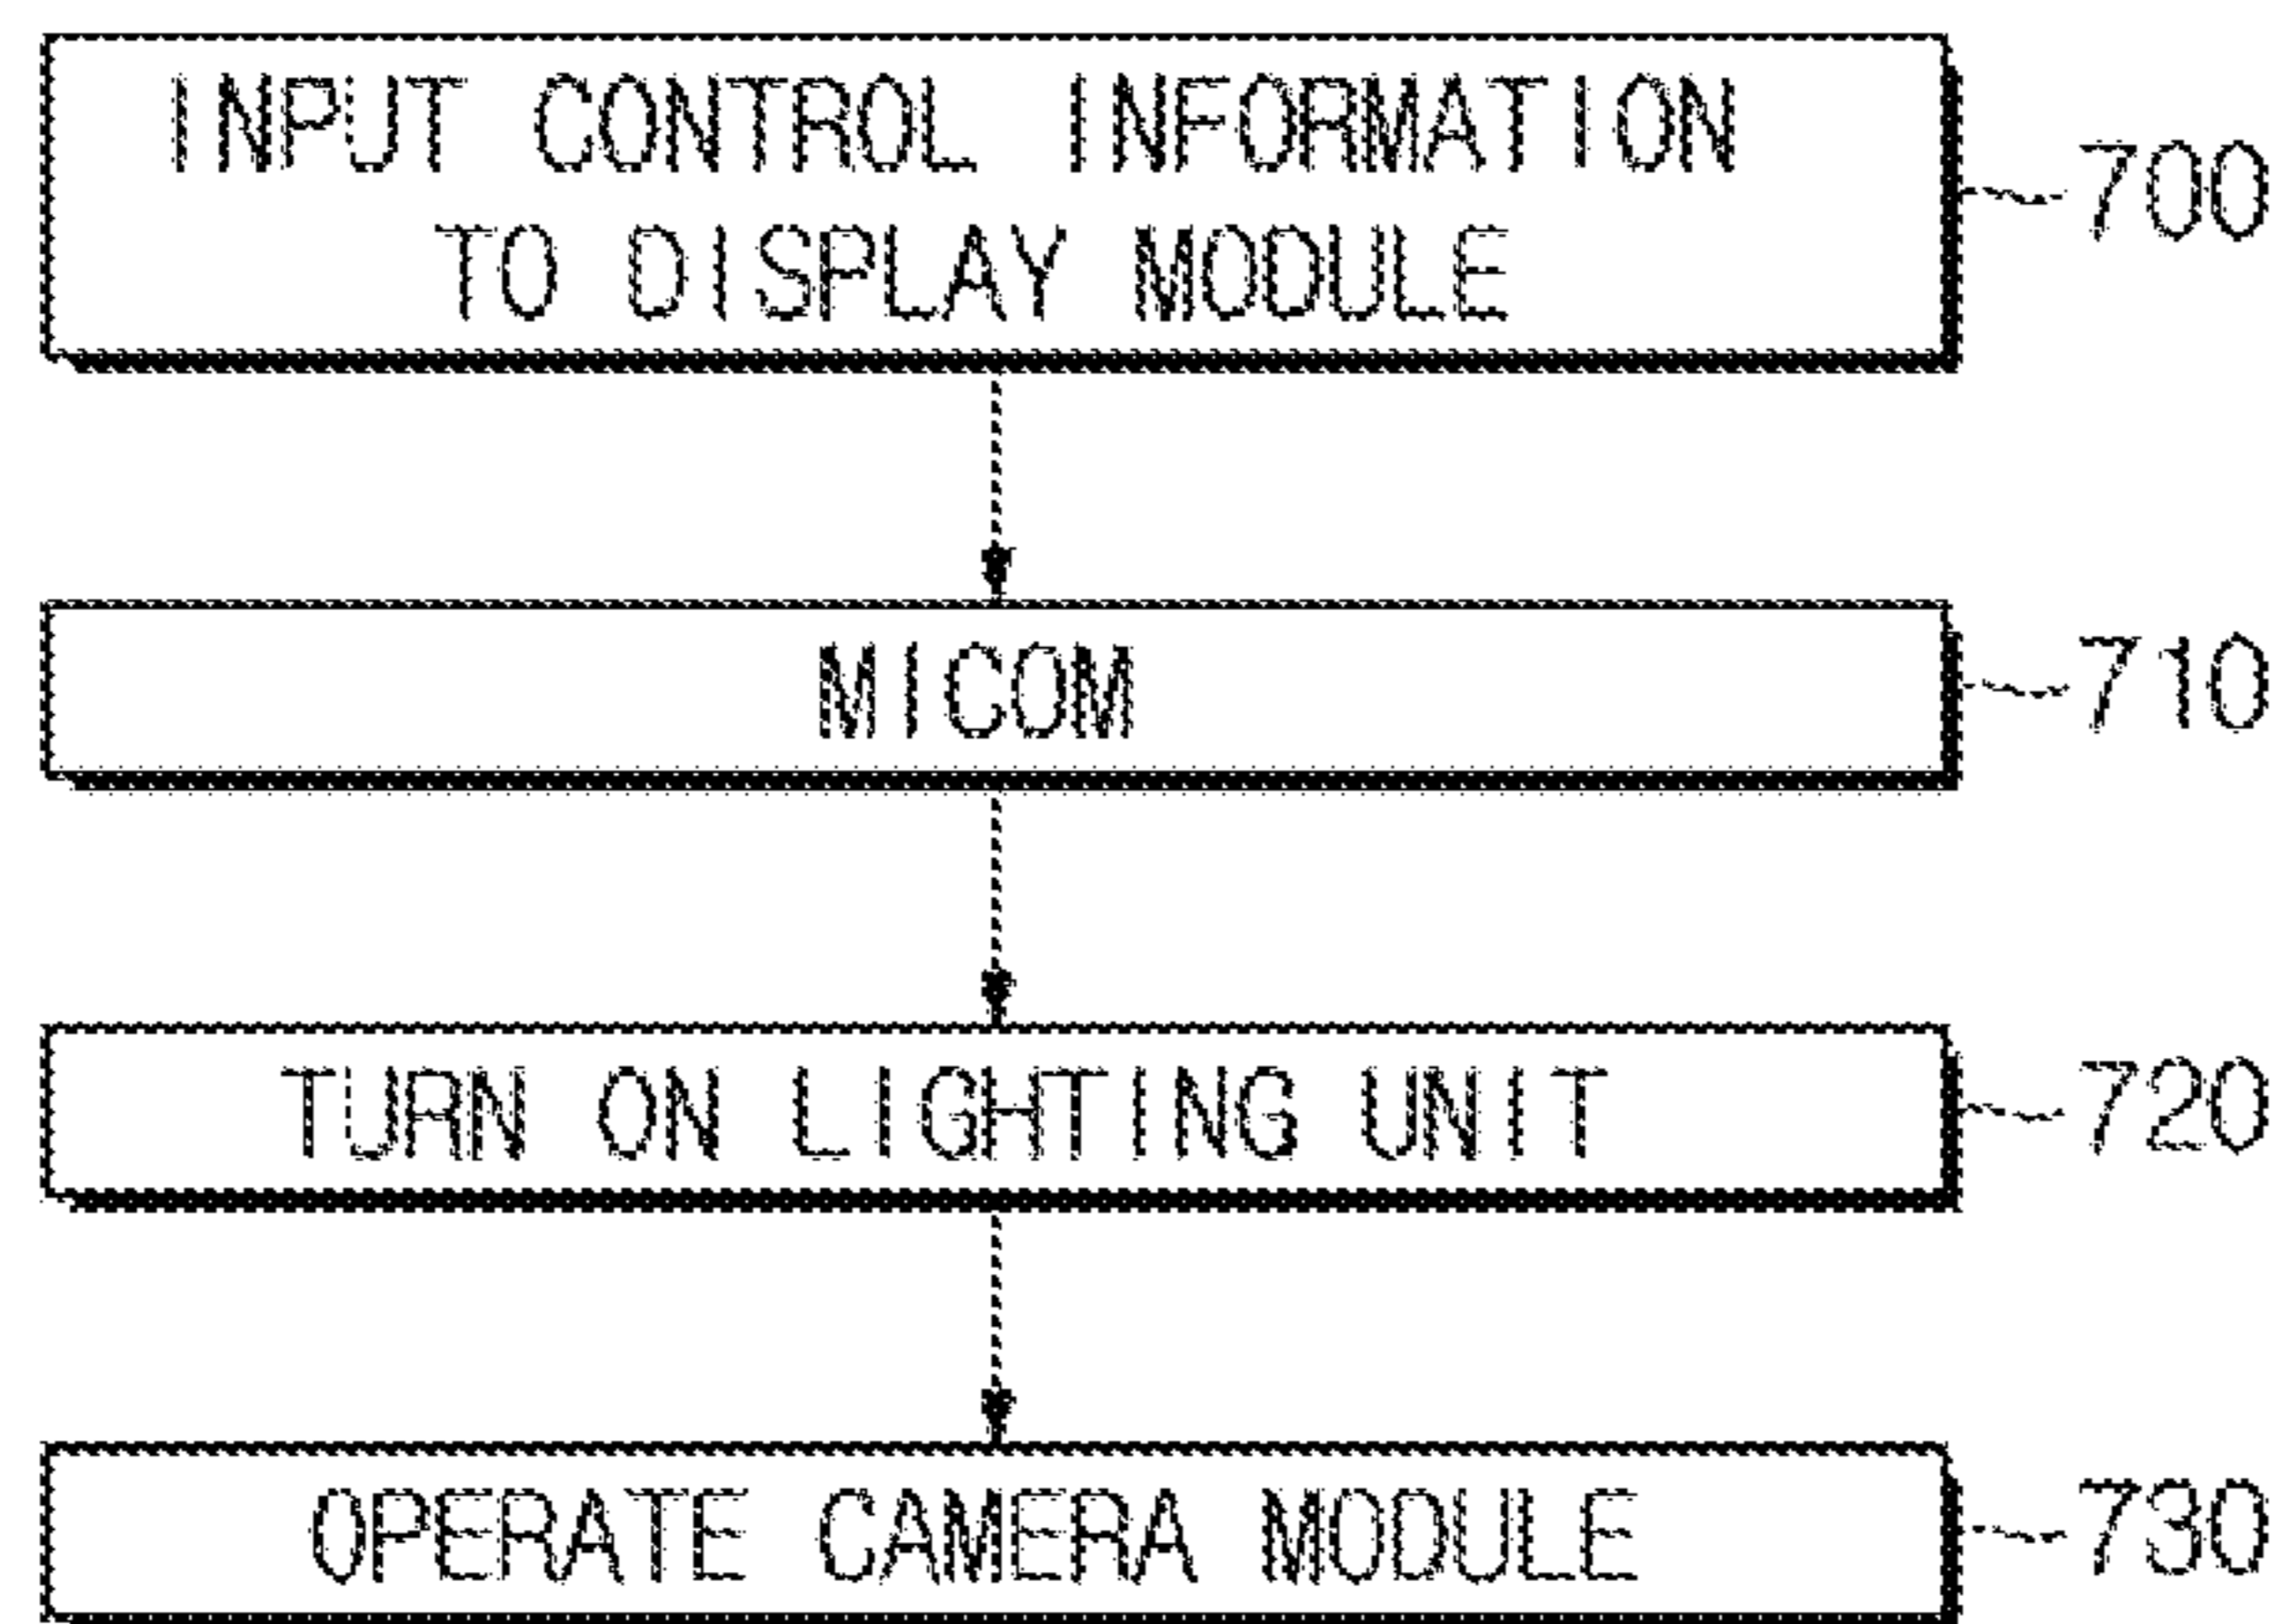 INPUT CONTROL INFORMATION
TO DISPLAY MODULE
700
MICOM
710
TURN ON LIGHTING UNIT
720
OPERATE CAMERA MODULE
730